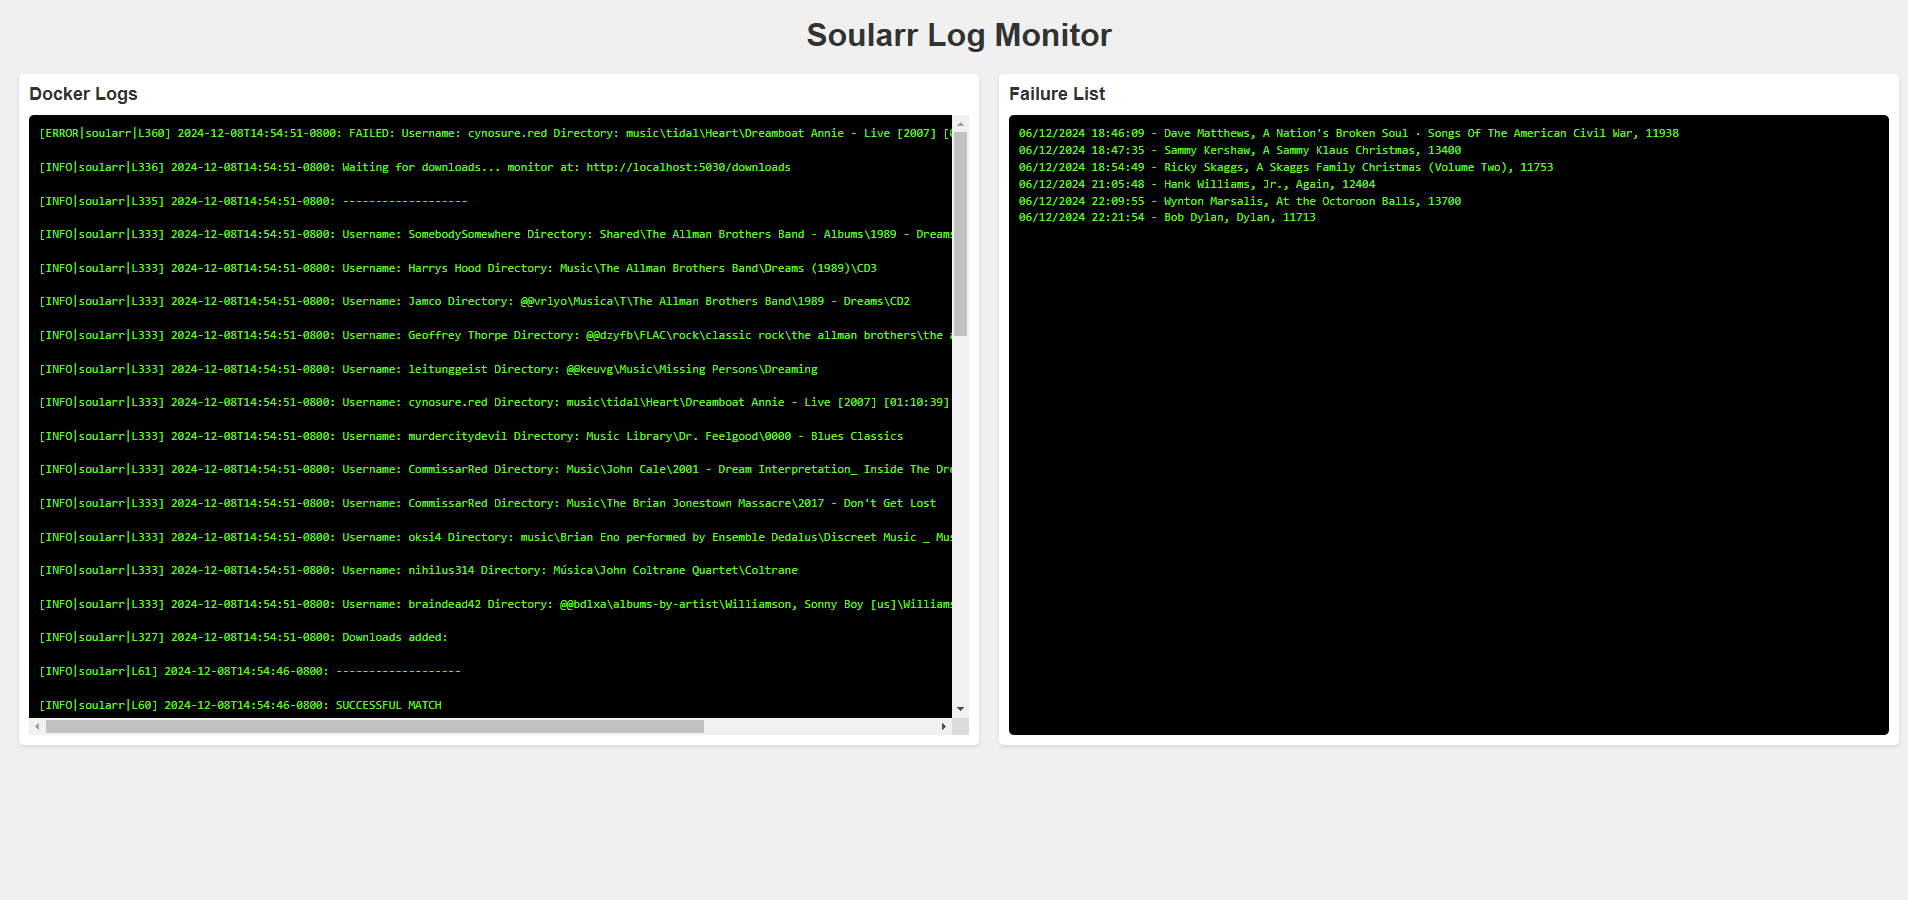 Soularr Log Monitor
Docker Logs
[ERROR|soularr|L360] 2024-12-08T14:54:51-0800: FAILED: Username: cynosure.red Directory: music\tidal\Heart\Dreamboat Annie - Live [2007] [
[INFO|soularr|L336] 2024-12-08T14:54:51-0800: Waiting for downloads... monitor at: http://localhost:5030/downloads
[INFO|soularr|L335] 2024-12-08T14:54:51-0800: -------------------
[INFO|soularr|L333] 2024-12-08T14:54:51-0800: Username: SomebodySomewhere Directory: Shared\The Allman Brothers Band - Albums\1989 - Dreams
[INFO|soularr|L333] 2024-12-08T14:54:51-0800: Username: Harrys Hood Directory: Music\The Allman Brothers Band\Dreams (1989)\CD3
[INFO|soularr|L333] 2024-12-08T14:54:51-0800: Username: Jamco Directory: @@vrlyo\Musica\T\The Allman Brothers Band\1989 - Dreams\CD2
[INFO|soularr|L333] 2024-12-08T14:54:51-0800: Username: Geoffrey Thorpe Directory: @@dzyfb\FLAC\rock\classic rock\the allman brothers\the
[INFO|soularr|L333] 2024-12-08T14:54:51-0800: Username: leitunggeist Directory: @@keuvg\Music\Missing Persons\Dreaming
[INFO|soularr|L333] 2024-12-08T14:54:51-0800: Username: cynosure.red Directory: music\tidal\Heart\Dreamboat Annie - Live [2007] [01:10:39]
[INFO|soularr|L333] 2024-12-08T14:54:51-0800: Username: murdercitydevil Directory: Music Library\Dr. Feelgood\0000 - Blues Classics
[INFO|soularr|L333] 2024-12-08T14:54:51-0800: Username: CommissarRed Directory: Music\John Cale\2001 - Dream Interpretation_ Inside The Dre
[INFO|soularr|L333] 2024-12-08T14:54:51-0800: Username: CommissarRed Directory: Music\The Brian Jonestown Massacre\2017 - Don't Get Lost
[INFO|soularr|L333] 2024-12-08T14:54:51-0800: Username: oksi4 Directory: music\Brian Eno performed by Ensemble Dedalus\Discreet Music _ Mus
[INFO|soularr|L333] 2024-12-08T14:54:51-0800: Username: nihilus314 Directory: Música\John Coltrane Quartet\Coltrane
[INFO|soularr|L333] 2024-12-08T14:54:51-0800: Username: braindead42 Directory: @@bdlxa\albums-by-artist\Williamson, Sonny Boy [us]\Williams
[INFO|soularr|L327] 2024-12-08T14:54:51-0800: Downloads added:
[INFO|soularr|L61] 2024-12-08T14:54:46-0800: -------------------
[INFO|soularr|L60] 2024-12-08T14:54:46-0800: SUCCESSFUL MATCH
Failure List
06/12/2024 18:46:09 - Dave Matthews, A Nation's Broken Soul · Songs Of The American Civil War, 11938
06/12/2024 18:47:35 - Sammy Kershaw, A Sammy Klaus Christmas, 13400
06/12/2024 18:54:49 - Ricky Skaggs, A Skaggs Family Christmas (Volume Two), 11753
06/12/2024 21:05:48 - Hank Williams, Jr., Again, 12404
06/12/2024 22:09:55 - Wynton Marsalis, At the Octoroon Balls, 13700
06/12/2024 22:21:54 - Bob Dylan, Dylan, 11713